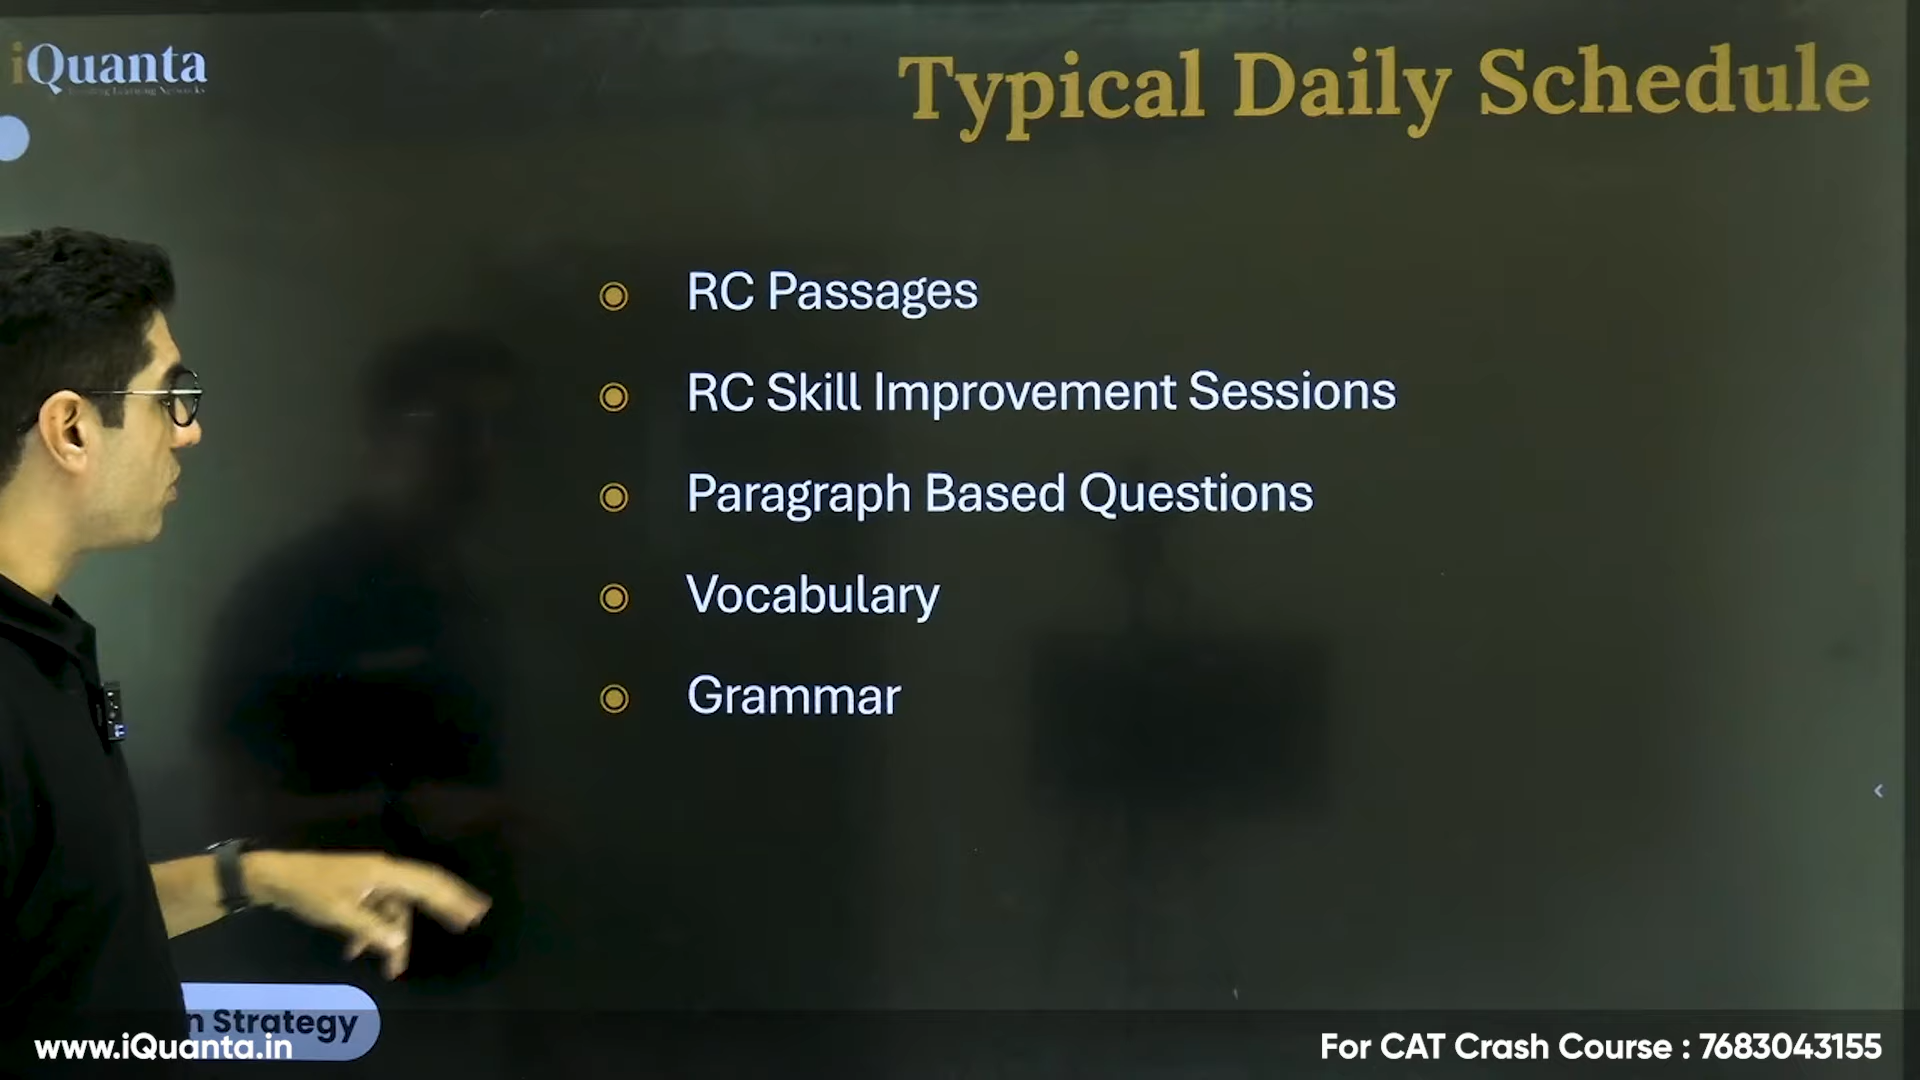 iQuanta
Typical Daily Schedule
RC Passages
RC Skill Improvement Sessions
Paragraph Based Questions
Vocabulary
Grammar
Strategy
www.iQuanta.in
For CAT Crash Course : 7683043155